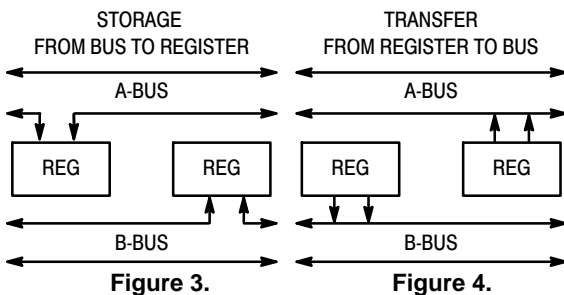 STORAGE
FROM BUS TO REGISTER
A-BUS
REG
REG
B-BUS
Figure 3.
TRANSFER
FROM REGISTER TO BUS
A-BUS
REG
REG
B-BUS
Figure 4.